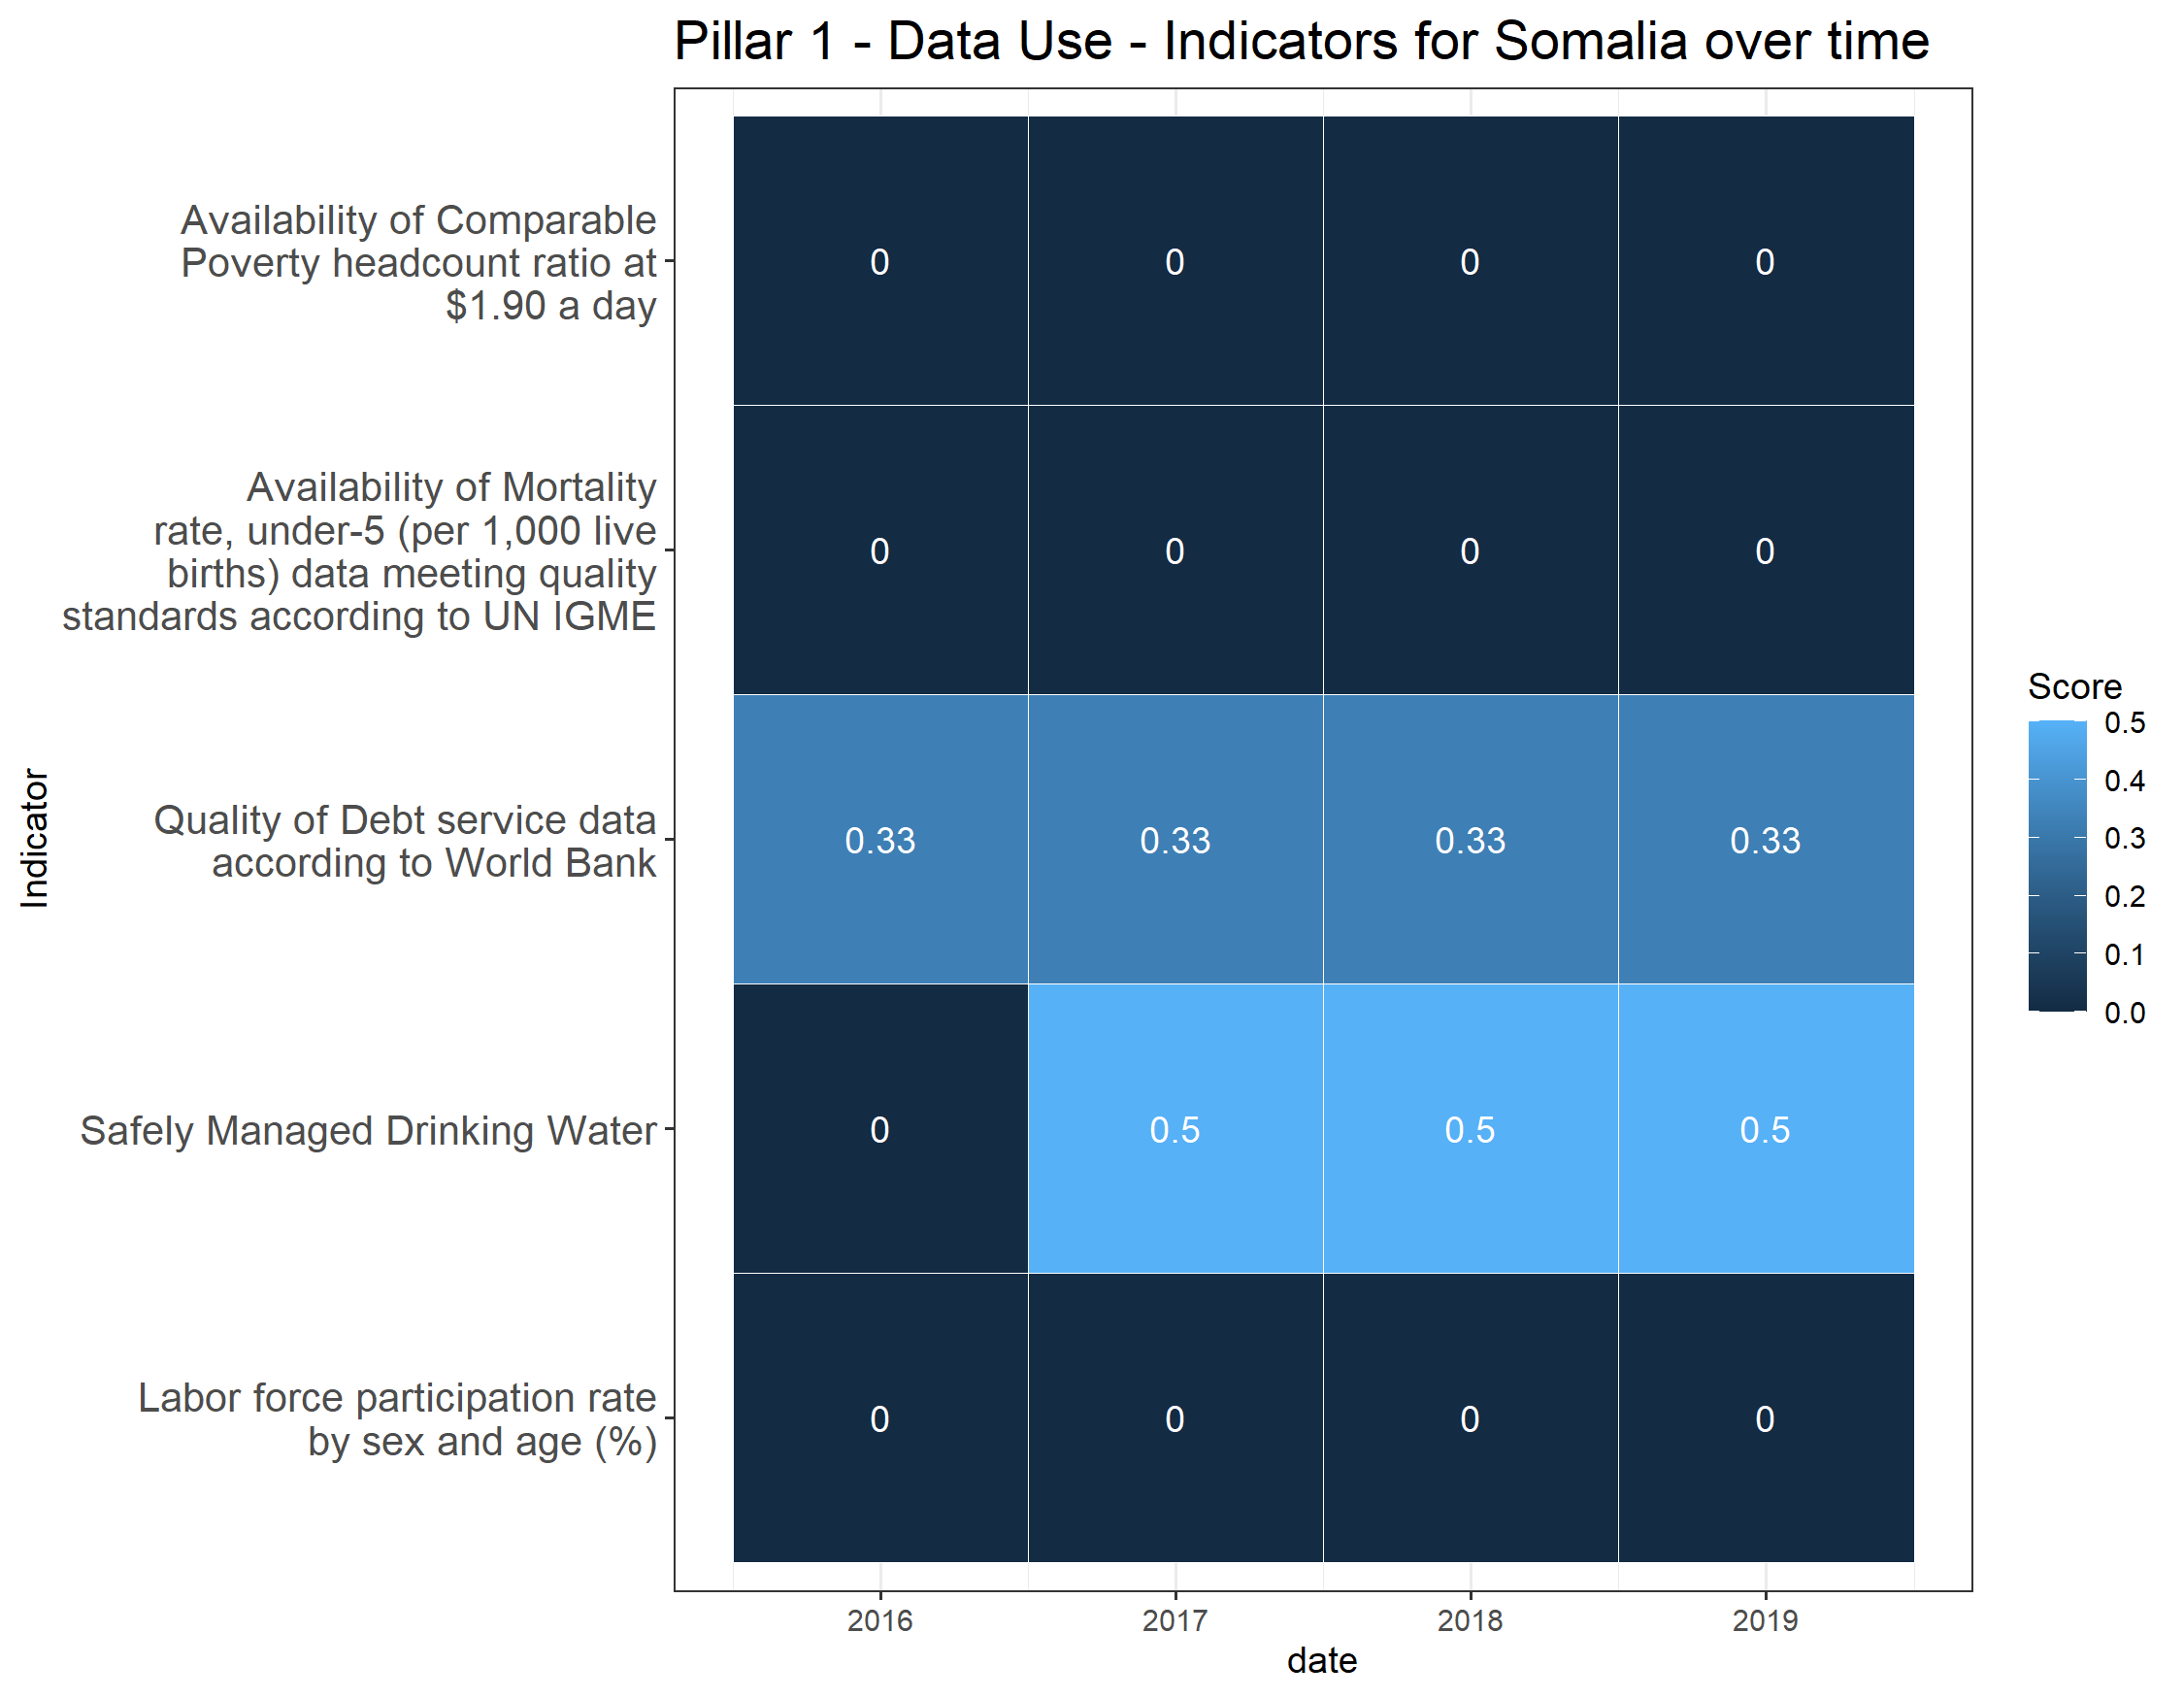 Pillar 1 - Data Use - Indicators for Somalia over time
Indicator
Availability of Comparable
Poverty headcount ratio at
$1.90 a day
0 0 0 0
Availability of Mortality
rate, under-5 (per 1,000 live
births) data meeting quality
standards according to UN IGME
0 0 0 0
Quality of Debt service data
according to World Bank
0.33 0.33 0.33 0.33
Safely Managed Drinking Water
0 0.5 0.5 0.5
Labor force participation rate
by sex and age (%)
0 0 0 0
2016 2017 2018 2019
date
Score
0.5
0.4
0.3
0.2
0.1
0.0